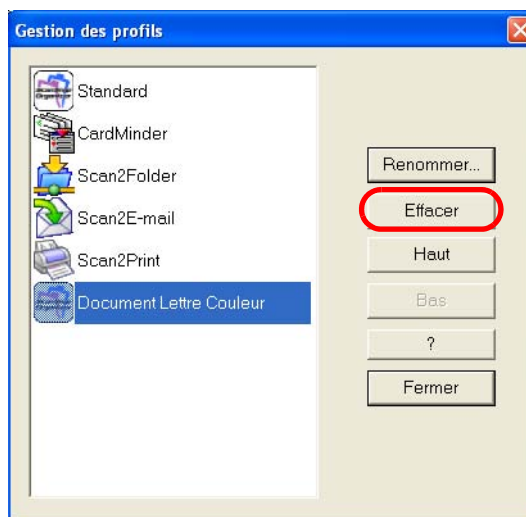 Gestion des profils
Standard
CardMinder
Scan2Folder
Scan2E-mail
Scan2Print
Document Lettre Couleur
Renommer...
Effacer
Haut
Bas
?
Fermer